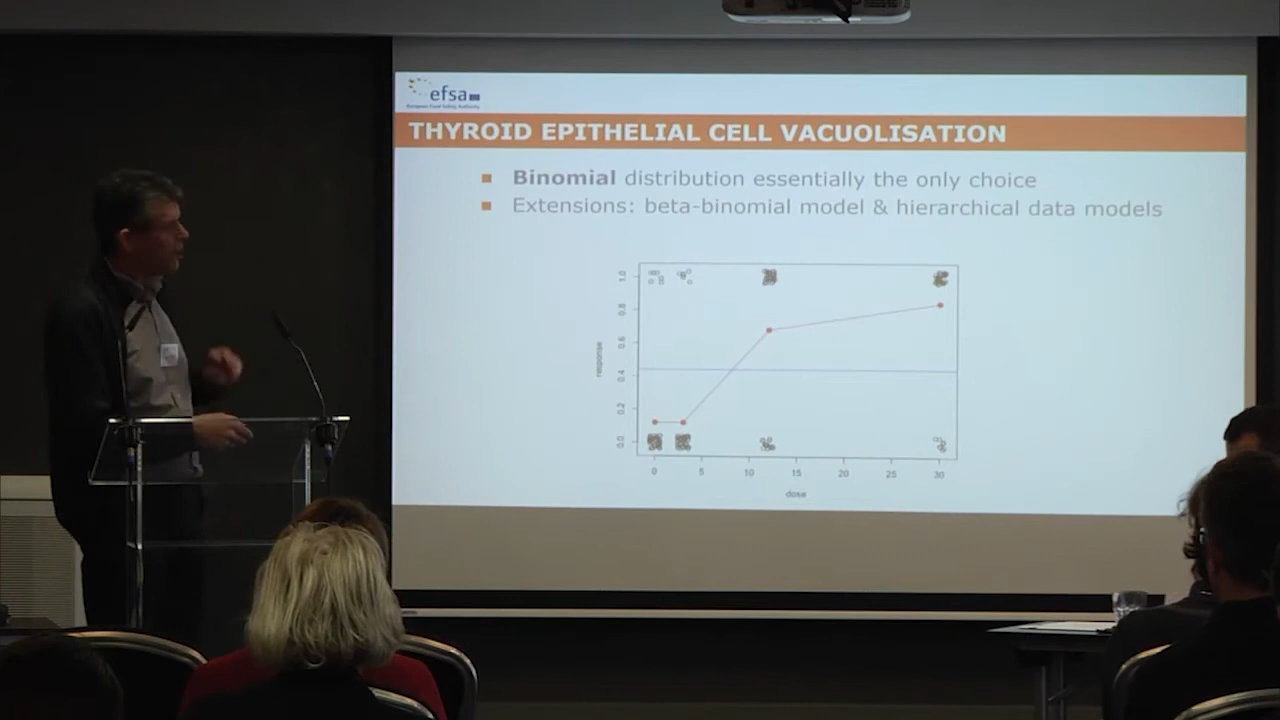 efsa
European Food Safety Authority
THYROID EPITHELIAL CELL VACUOLISATION
Binomial distribution essentially the only choice
Extensions: beta-binomial model & hierarchical data models
response
0.0 0.2 0.4 0.6 0.8 1.0
0 5 10 15 20 25 30
dose